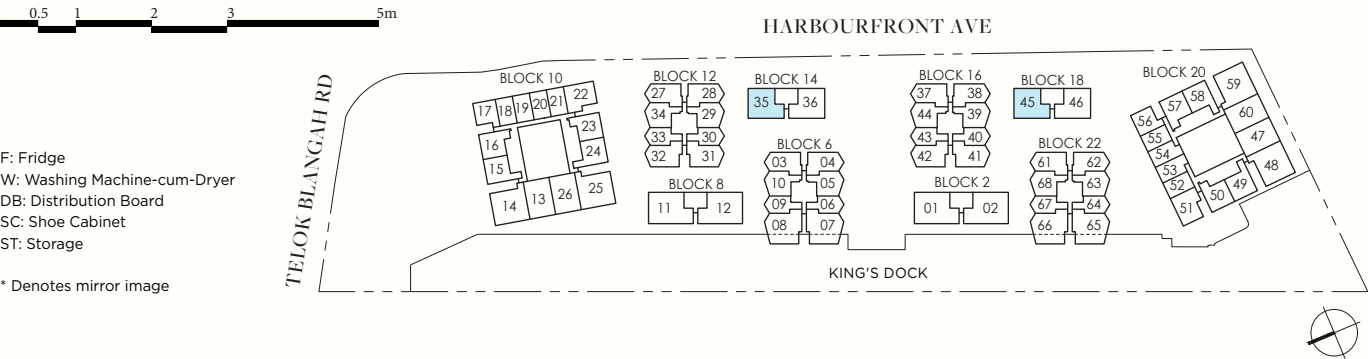 0.5 1 2 3 5m
HARBOURFRONT AVE
TELOK BLANGAH RD
F: Fridge
W: Washing Machine-cum-Dryer
DB: Distribution Board
SC: Shoe Cabinet
ST: Storage
* Denotes mirror image
BLOCK 10
17 18 19 20 21 22
16 23
15 24
14 13 26 25
BLOCK 12
27 28
34 29
33 30
32 31
BLOCK 14
35 36
BLOCK 8
11 12
BLOCK 6
03 04
10 05
09 06
08 07
BLOCK 16
37 38
44 39
43 40
42 41
BLOCK 18
45 46
BLOCK 2
01 02
BLOCK 22
61 62
68 63
67 64
66 65
BLOCK 20
59
58
57
56 60
55
54 47
53
52 48
51 50 49
KING'S DOCK